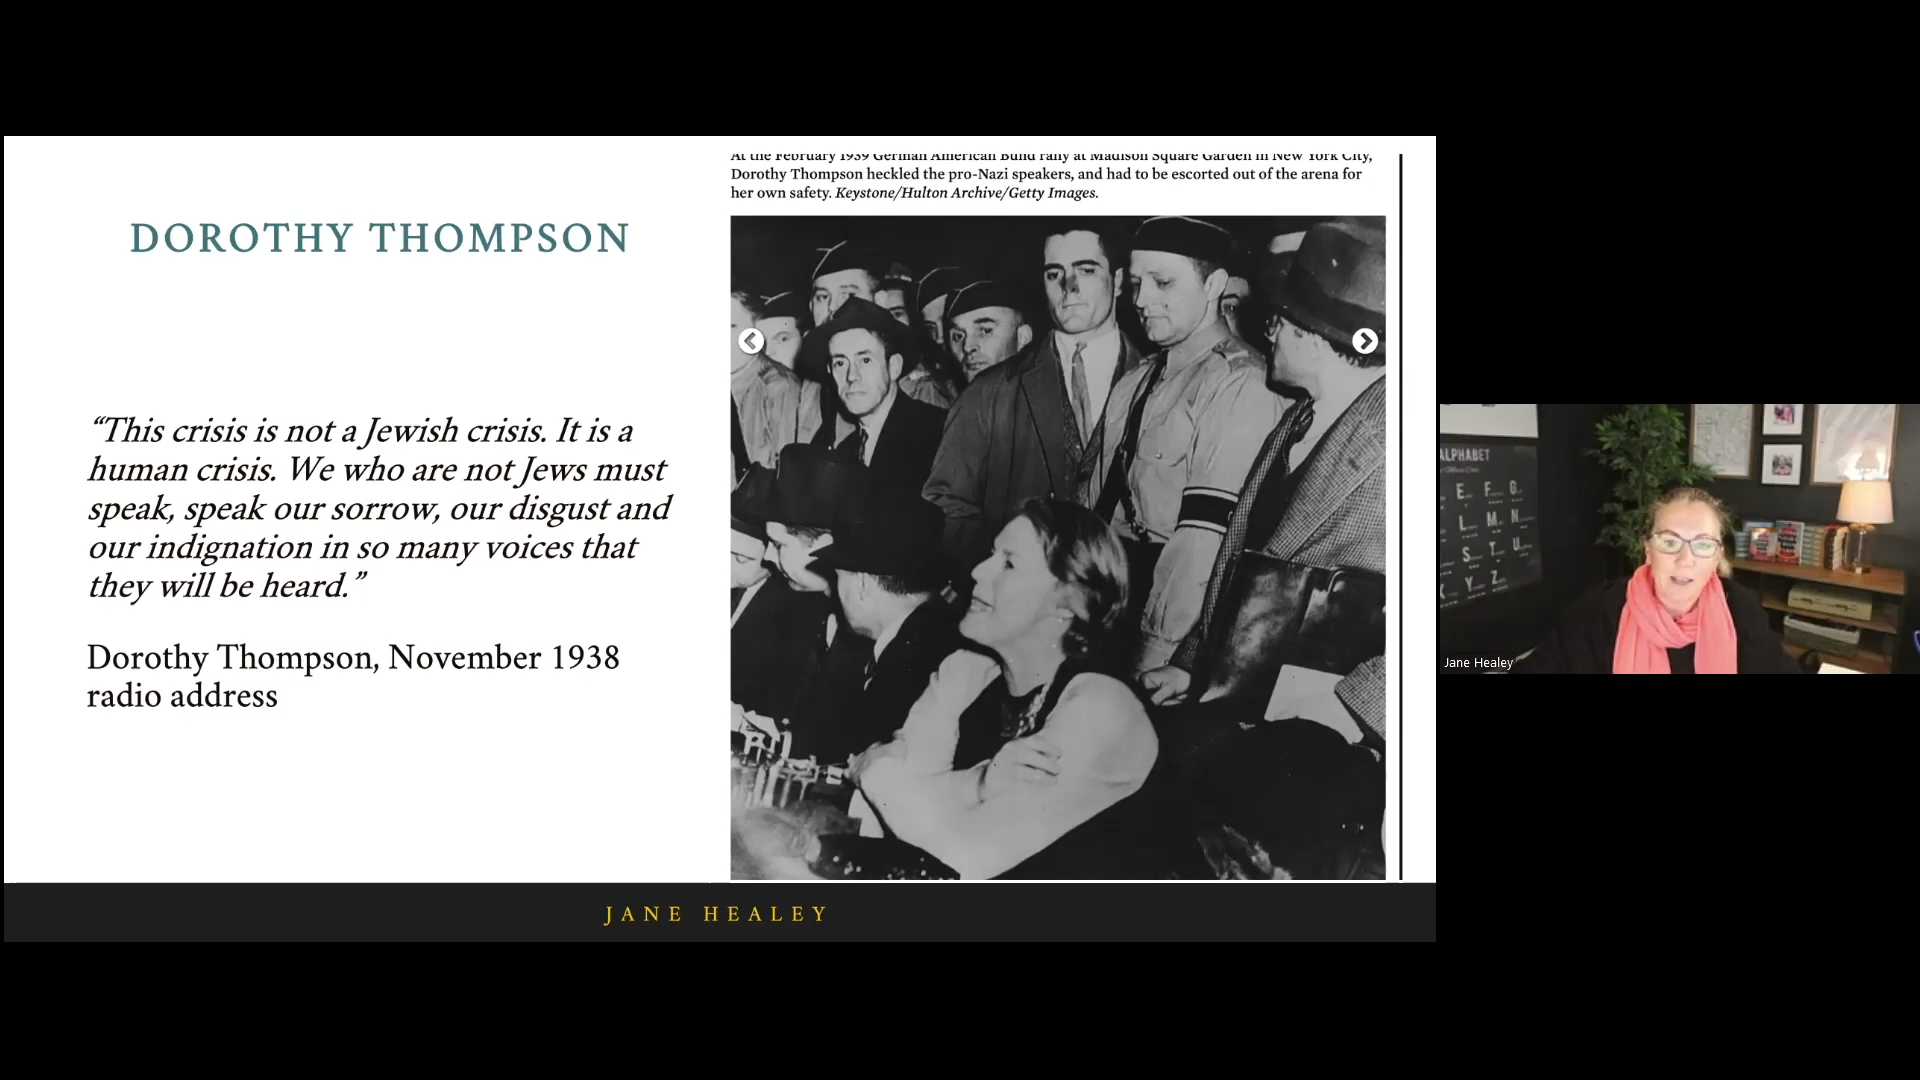 At the February 1939 German American Bund rally at Madison Square Garden in New York City,
Dorothy Thompson heckled the pro-Nazi speakers, and had to be escorted out of the arena for
her own safety. Keystone/Hulton Archive/Getty Images.
DOROTHY THOMPSON
“This crisis is not a Jewish crisis. It is a
human crisis. We who are not Jews must
speak, speak our sorrow, our disgust and
our indignation in so many voices that
they will be heard.”
Dorothy Thompson, November 1938
radio address
JANE HEALEY
ALPHABET
E F G
L M N
S T U
Y Z
Jane Healey